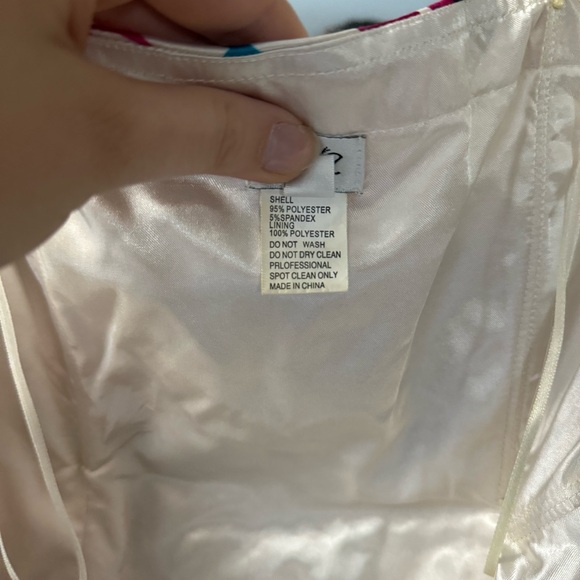 SHELL
95% POLYESTER
5%SPANDEX
LINING
100% POLYESTER
DO NOT WASH
DO NOT DRY CLEAN
PRLOFESSIONAL
SPOT CLEAN ONLY
MADE IN CHINA